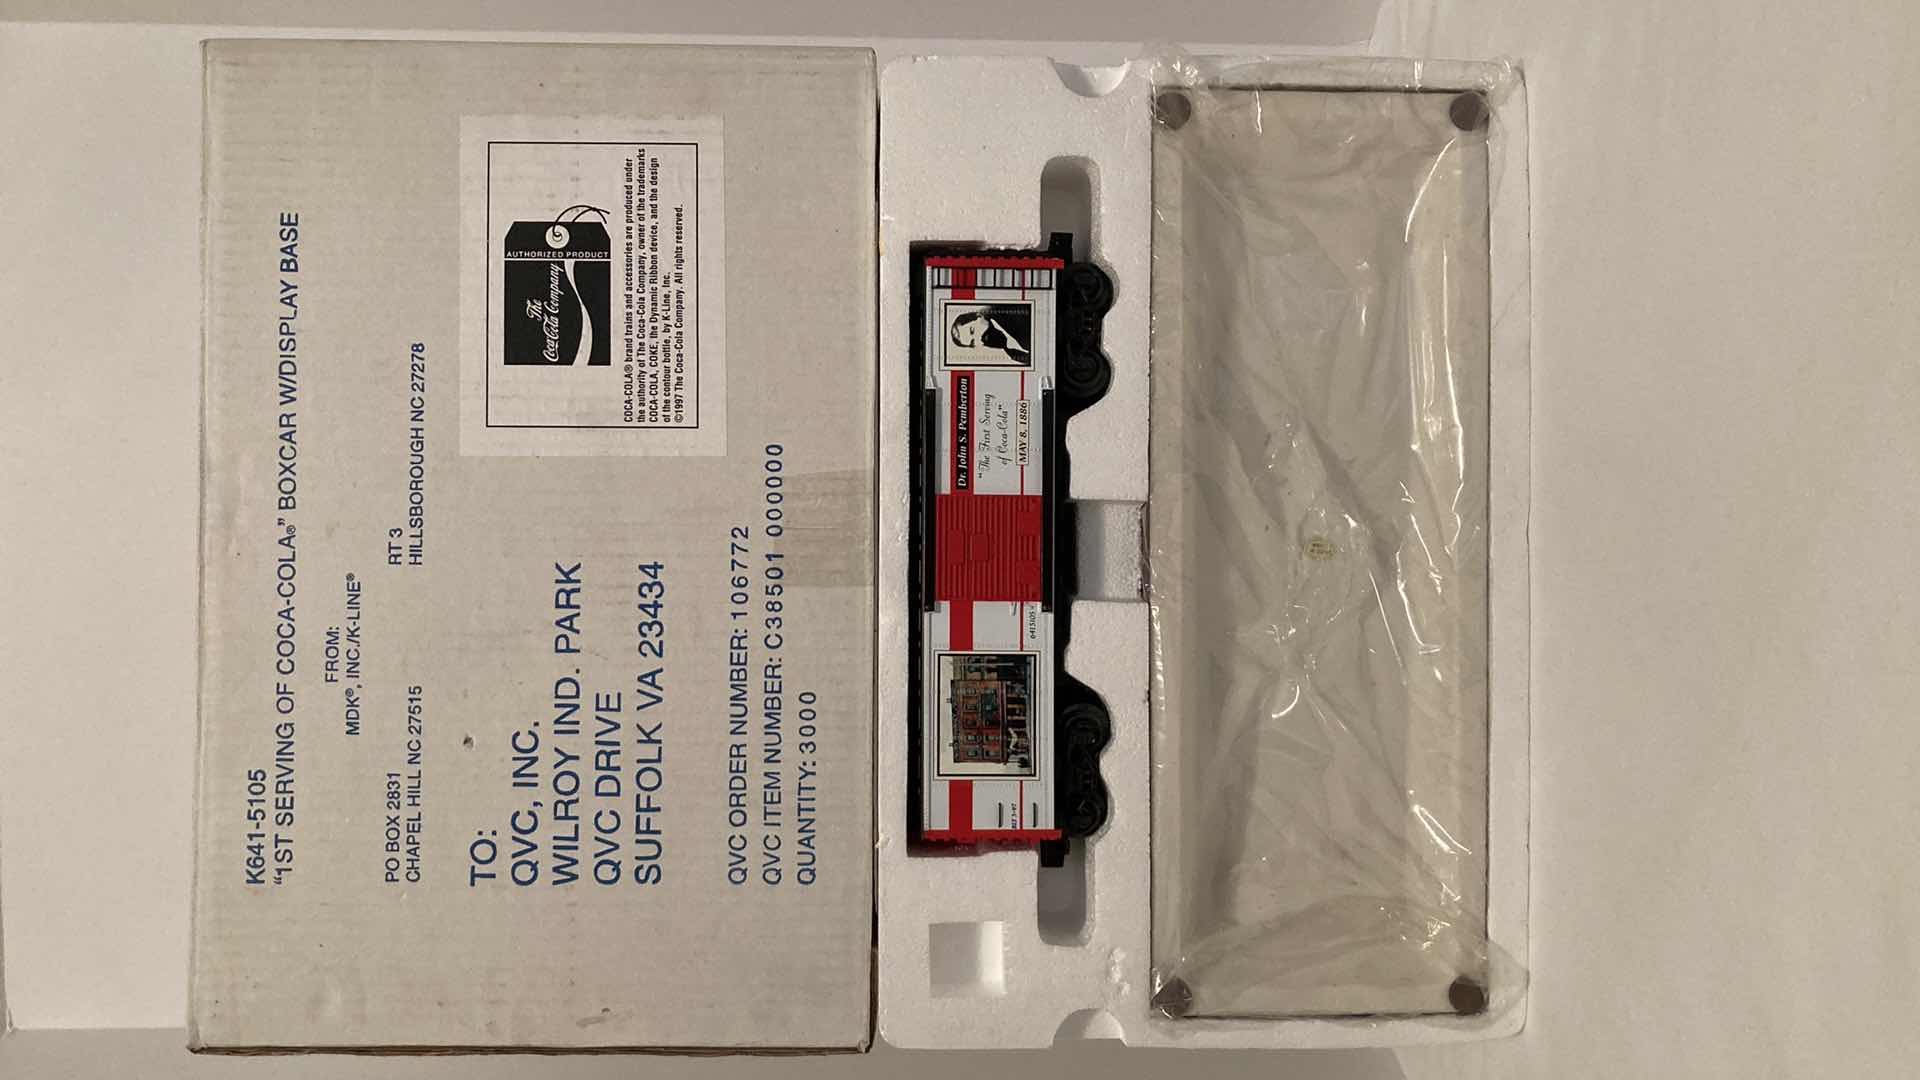 K641-5105
“1ST SERVING OF COCA-COLA®” BOXCAR W/DISPLAY BASE
FROM:
MDK®, INC./K-LINE®
PO BOX 2831 RT 3
CHAPEL HILL NC 27515 HILLSBOROUGH NC 27278
TO:
QVC, INC.
WILROY IND. PARK
QVC DRIVE
SUFFOLK VA 23434
QVC ORDER NUMBER: 106772
QVC ITEM NUMBER: C38501 000000
QUANTITY: 3000
AUTHORIZED PRODUCT
The
Coca-Cola Company
COCA-COLA® brand trains and accessories are produced under
the authority of The Coca-Cola Company, owner of the trademarks
COCA-COLA, COKE, the Dynamic Ribbon device, and the design
of the contour bottle, by K-Line, Inc.
©1997 The Coca-Cola Company. All rights reserved.
Dr. John S. Pemberton
“The First Serving
of Coca-Cola”
MAY 8, 1886
6415105